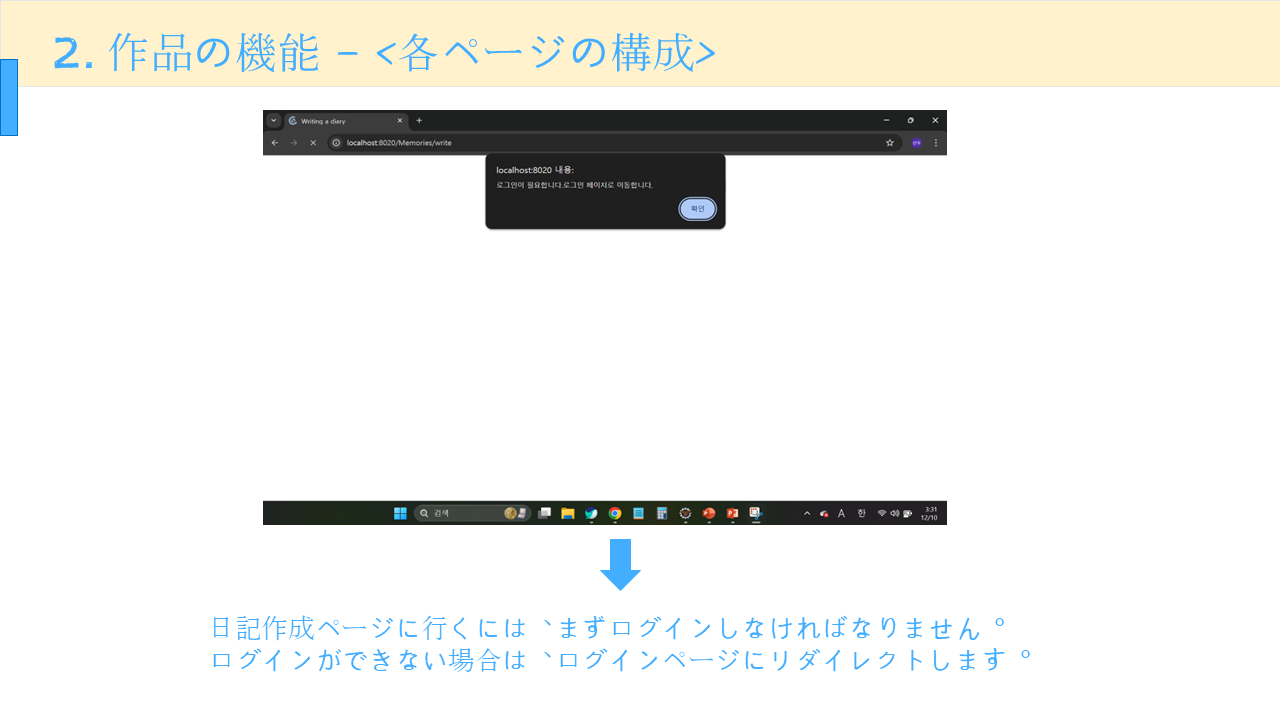 2. 作品の機能 – <各ページの構成>
Writing a diary
localhost:8020/Memories/write
localhost:8020 내용:
로그인이 필요합니다.로그인 페이지로 이동합니다.
확인
검색
A 한
3:31
12/10
日記作成ページに行くには、まずログインしなければなりません。
ログインができない場合は、ログインページにリダイレクトします。